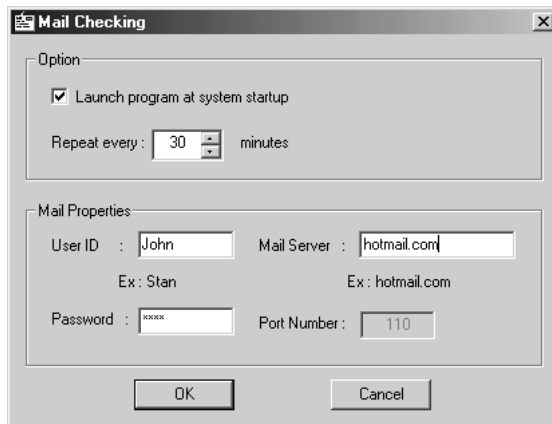 Mail Checking
Option
Launch program at system startup
Repeat every : 30 minutes
Mail Properties
User ID : John Mail Server : hotmail.com
Ex : Stan Ex : hotmail.com
Password : xxxx Port Number : 110
OK Cancel